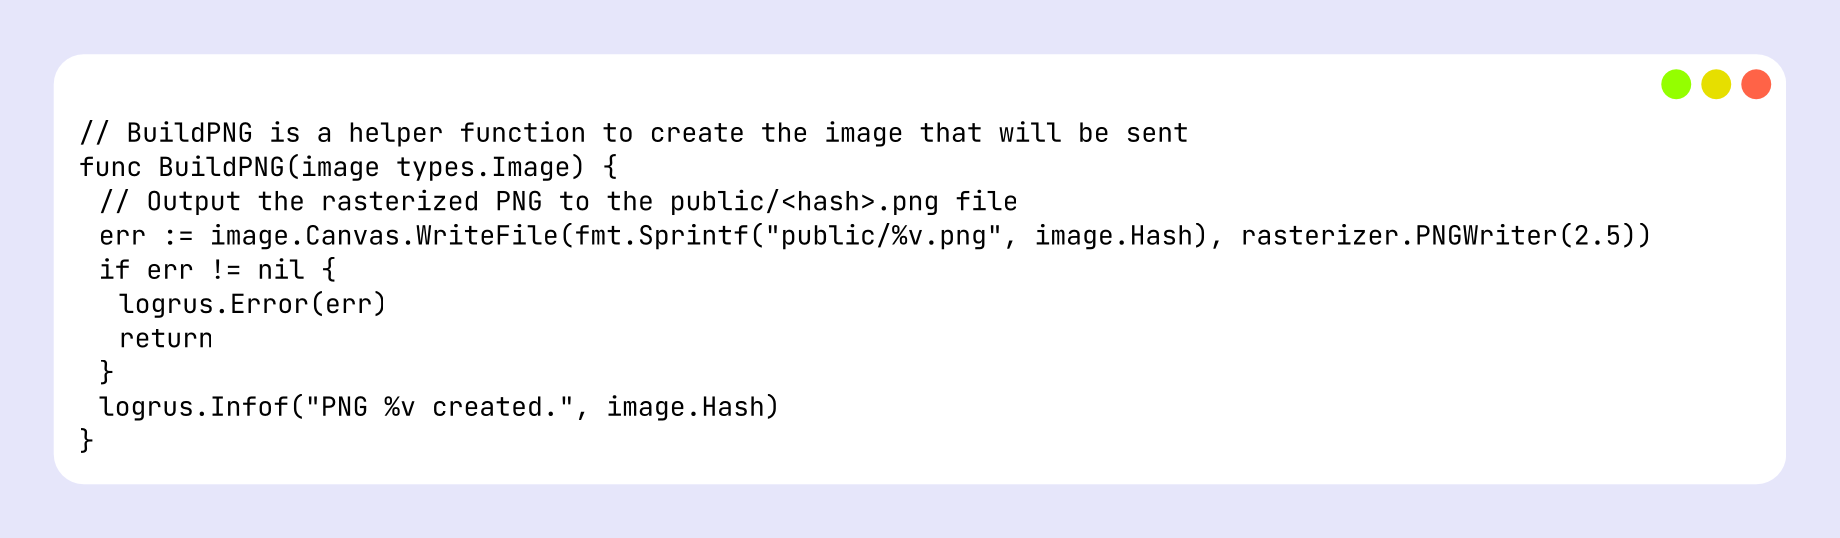 // BuildPNG is a helper function to create the image that will be sent
func BuildPNG(image types.Image) {
  // Output the rasterized PNG to the public/<hash>.png file
  err := image.Canvas.WriteFile(fmt.Sprintf("public/%v.png", image.Hash), rasterizer.PNGWriter(2.5))
  if err != nil {
    logrus.Error(err)
    return
  }
  logrus.Infof("PNG %v created.", image.Hash)
}